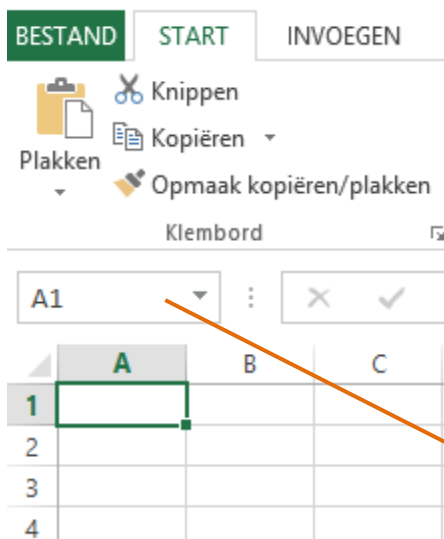 BESTAND START INVOEGEN
Knippen
Kopiëren
Plakken
Opmaak kopiëren/plakken
Klembord
A1
A B C
1
2
3
4